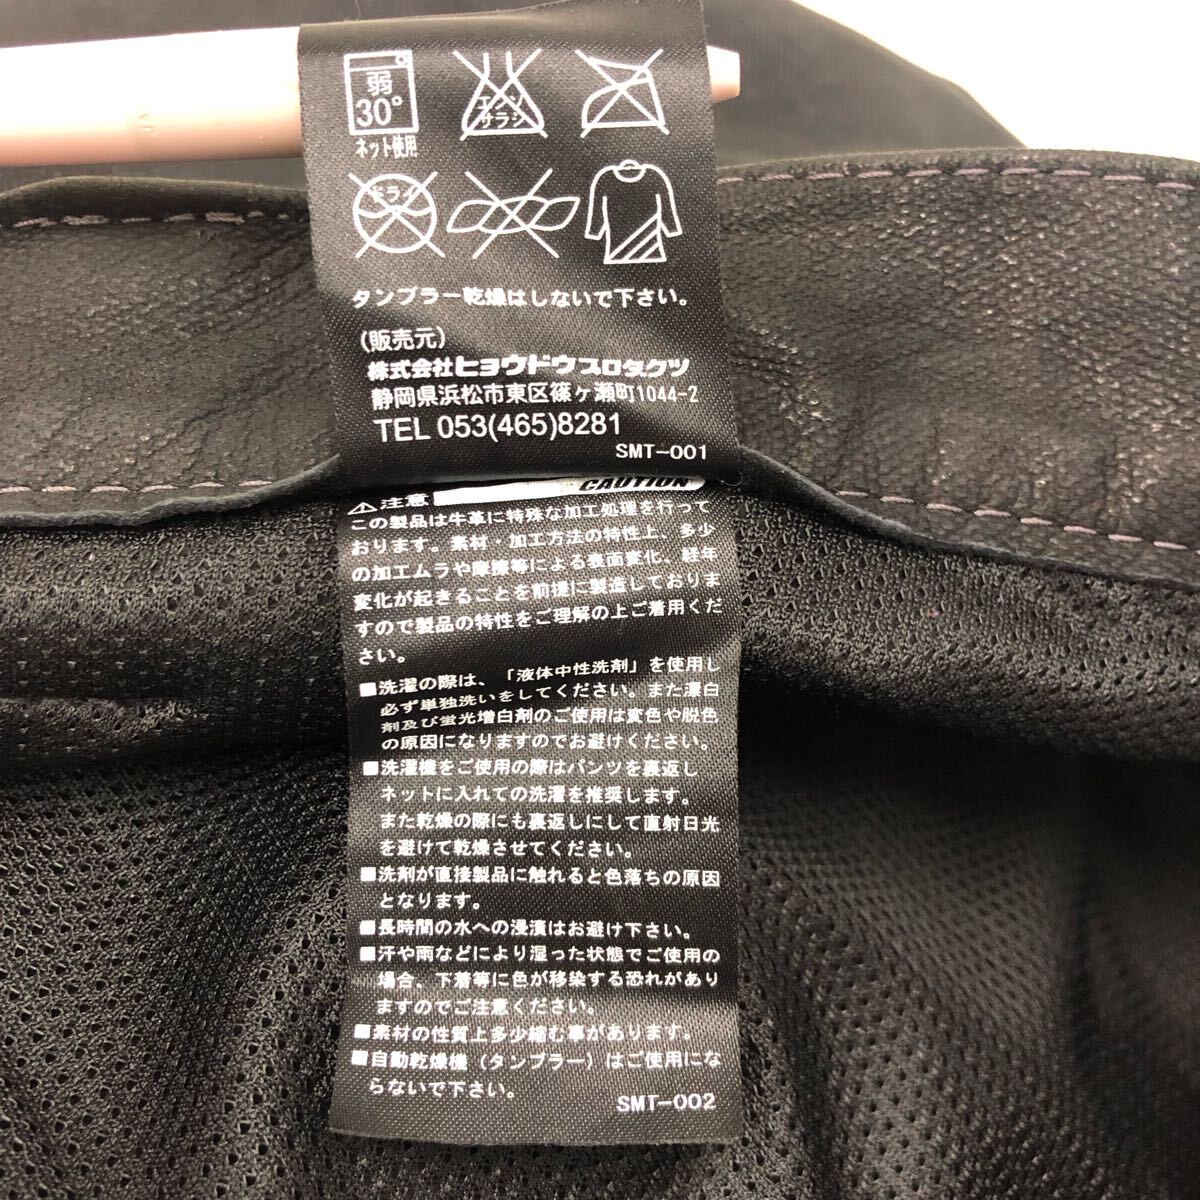 弱
30°
ネット使用
エンソ
サラシ
ドライ
タンブラー乾燥はしないで下さい。
(販売元)
株式会社ヒョウドウプロダクツ
静岡県浜松市東区篠ヶ瀬町1044-2
TEL 053(465)8281
SMT-001
注意
CAUTION
この製品は牛革に特殊な加工処理を行って
おります。素材・加工方法の特性上、多少
の加工ムラや摩擦等による表面変化、経年
変化が起きることを前提に製造しておりま
すので製品の特性をご理解の上ご着用くだ
さい。
■洗濯の際は、「液体中性洗剤」を使用し
必ず単独洗いをしてください。また漂白
剤及び蛍光増白剤のご使用は変色や脱色
の原因になりますのでお避けください。
■洗濯機をご使用の際はパンツを裏返し
ネットに入れての洗濯を推奨します。
また乾燥の際にも裏返しにして直射日光
を避けて乾燥させてください。
■洗剤が直接製品に触れると色落ちの原因
となります。
■長時間の水への浸漬はお避け下さい。
■汗や雨などにより湿った状態でご使用の
場合、下着等に色が移染する恐れがあり
ますのでご注意ください。
■素材の性質上多少縮む事があります。
■自動乾燥機(タンブラー)はご使用にな
らないで下さい。
SMT-002